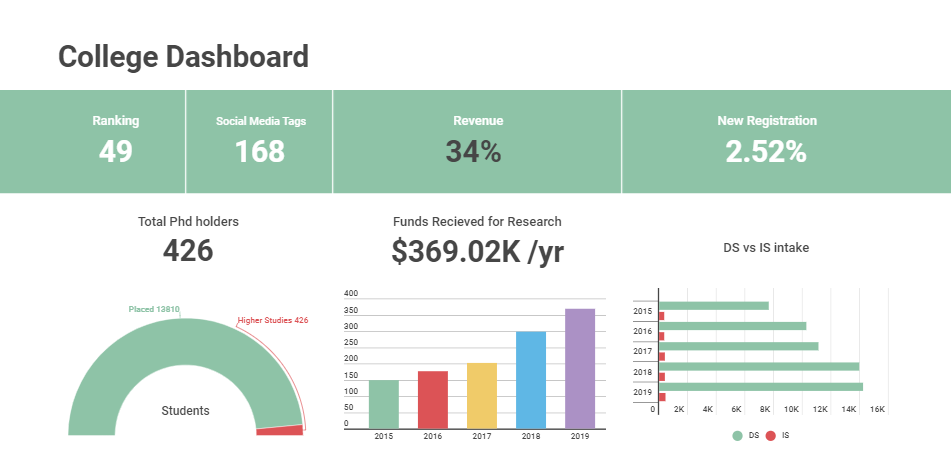 College Dashboard
Ranking
49
Social Media Tags
168
Revenue
34%
New Registration
2.52%
Total Phd holders
426
Placed 13810
Higher Studies 426
Students
Funds Recieved for Research
$369.02K /yr
400
350
300
250
200
150
100
50
0
2015 2016 2017 2018 2019
DS vs IS intake
2015
2016
2017
2018
2019
0 2K 4K 6K 8K 10K 12K 14K 16K
DS IS